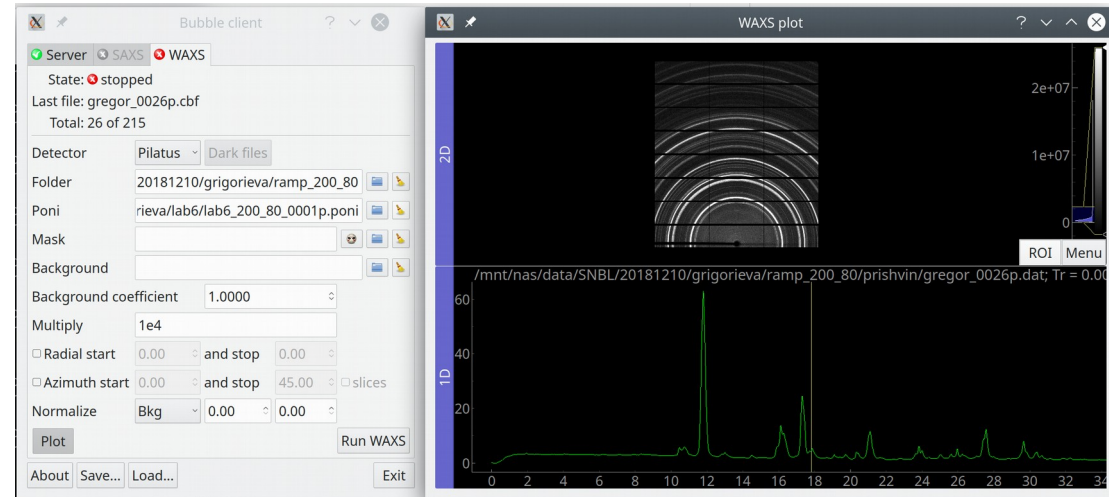 Bubble client
Server SAXS WAXS
State: stopped
Last file: gregor_0026p.cbf
Total: 26 of 215
Detector Pilatus Dark files
Folder 20181210/grigorieva/ramp_200_80
Poni rieva/lab6/lab6_200_80_0001p.poni
Mask
Background
Background coefficient 1.0000
Multiply 1e4
Radial start 0.00 and stop 0.00
Azimuth start 0.00 and stop 45.00 slices
Normalize Bkg 0.00 0.00
Plot Run WAXS
About Save... Load... Exit
WAXS plot
2D
2e+07
1e+07
0
ROI Menu
/mnt/nas/data/SNBL/20181210/grigorieva/ramp_200_80/prishvin/gregor_0026p.dat; Tr = 0.00
1D
60
40
20
0
0 2 4 6 8 10 12 14 16 18 20 22 24 26 28 30 32 34